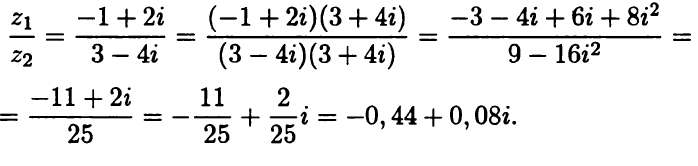 z₁/z₂ = (-1 + 2i)/(3 - 4i) = ((-1 + 2i)(3 + 4i))/((3 - 4i)(3 + 4i)) = (-3 - 4i + 6i + 8i²)/(9 - 16i²) =
= (-11 + 2i)/25 = -11/25 + 2/25 i = -0,44 + 0,08i.